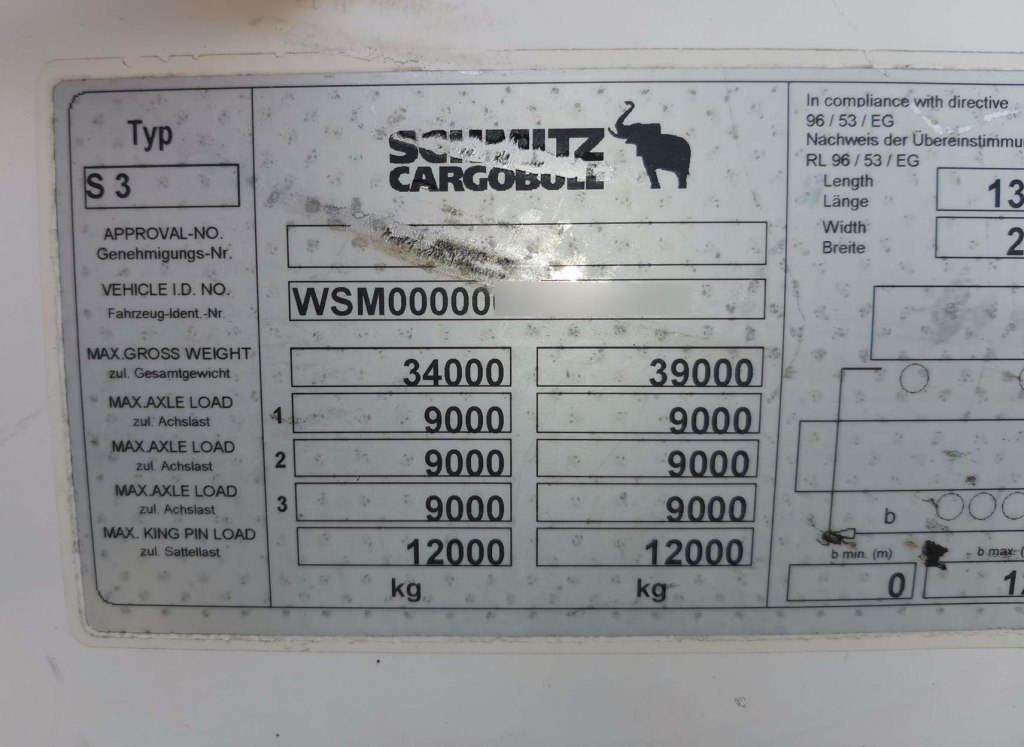 Typ
S 3
SCHMITZ
CARGOBULL
APPROVAL-NO.
Genehmigungs-Nr.
VEHICLE I.D. NO.
Fahrzeug-Ident.-Nr.
WSM00000
MAX.GROSS WEIGHT
zul. Gesamtgewicht
34000 39000
MAX.AXLE LOAD
zul. Achslast
1 9000 9000
MAX.AXLE LOAD
zul. Achslast
2 9000 9000
MAX.AXLE LOAD
zul. Achslast
3 9000 9000
MAX. KING PIN LOAD
zul. Sattellast
12000 12000
kg kg
In compliance with directive
96 / 53 / EG
Nachweis der
RL 96 / 53 / EG
Length
Länge
13
Width
Breite
2
b
b min. (m) b max.
0